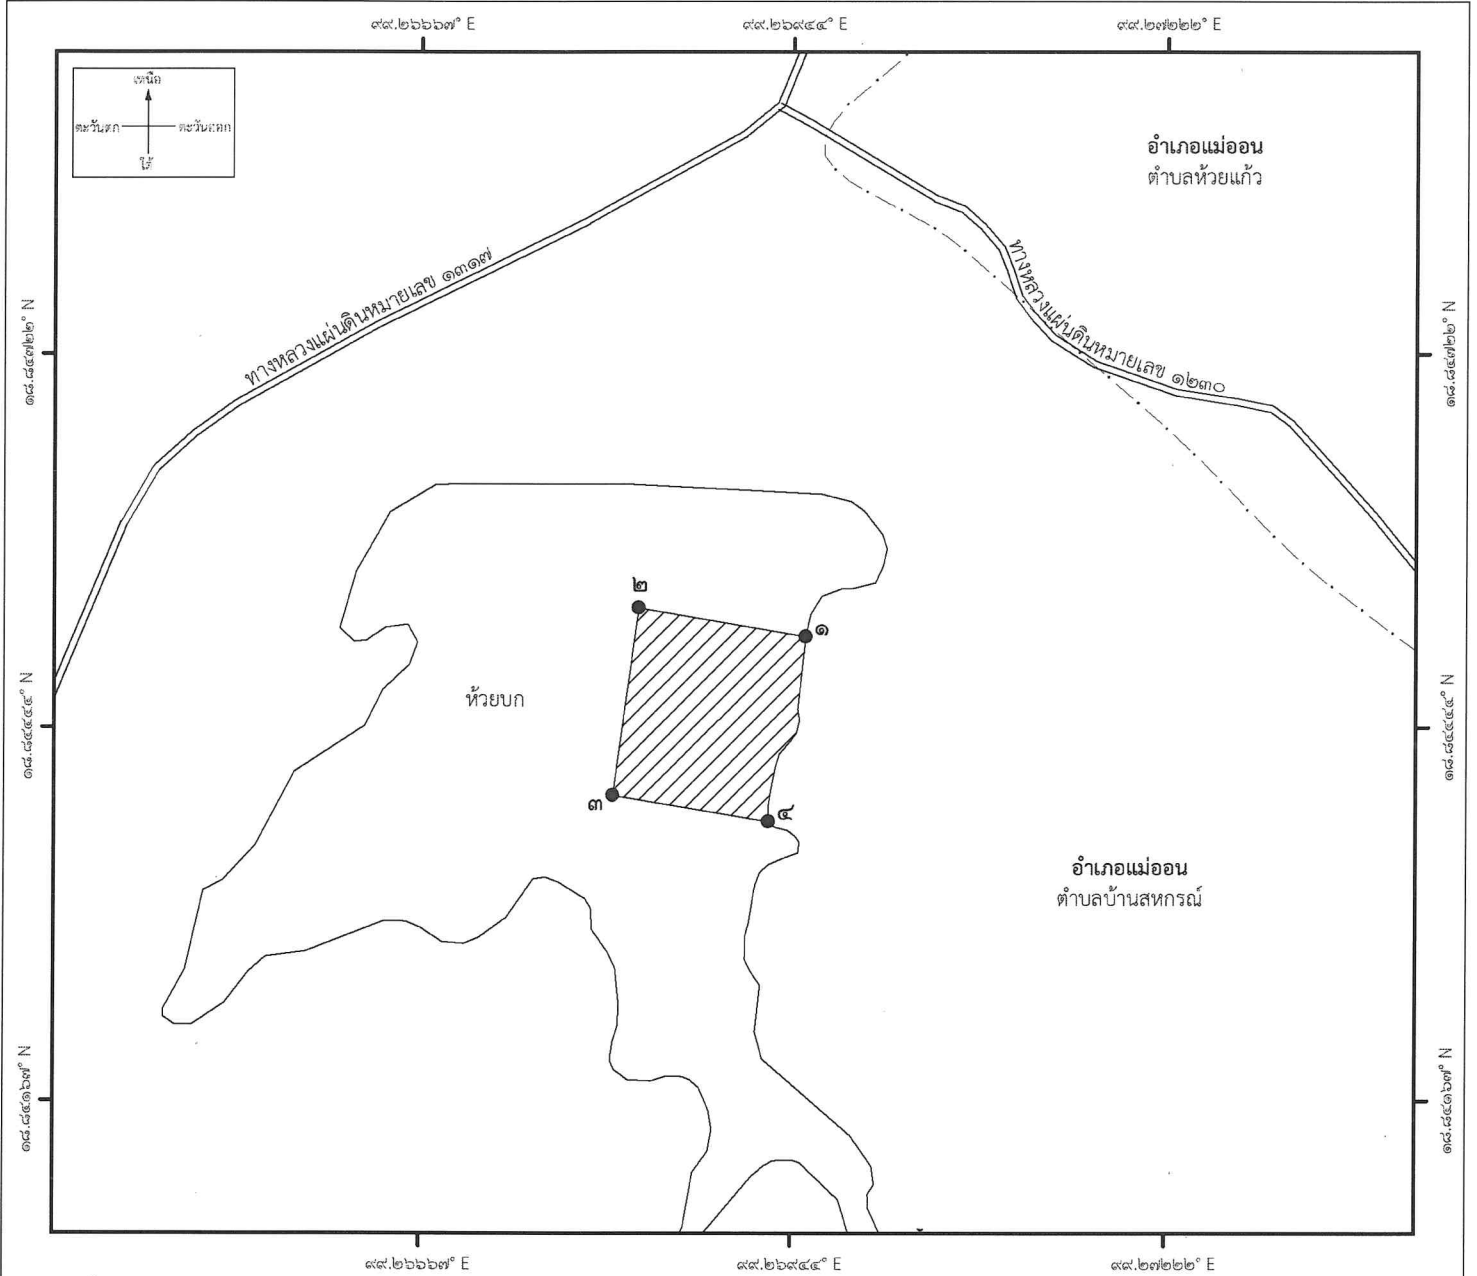 ๙๙.๒๖๖๖๗° E
๙๙.๒๖๙๔๔° E
๙๙.๒๗๒๒๒° E
เหนือ
ตะวันตก
ตะวันออก
ใต้
อำเภอแม่ออน
ตำบลห้วยแก้ว
ทางหลวงแผ่นดินหมายเลข ๑๓๑๗
ทางหลวงแผ่นดินหมายเลข ๑๒๓๐
๑๘.๘๔๗๒๒° N
๑๘.๘๔๗๒๒° N
๒
๑
ห้วยบก
๑๘.๘๔๔๔๔° N
๑๘.๘๔๔๔๔° N
๓
๔
อำเภอแม่ออน
ตำบลบ้านสหกรณ์
๑๘.๘๔๑๖๗° N
๑๘.๘๔๑๖๗° N
๙๙.๒๖๖๖๗° E
๙๙.๒๖๙๔๔° E
๙๙.๒๗๒๒๒° E